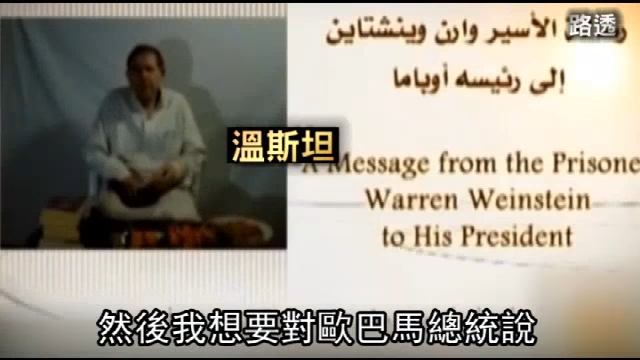 路透
الأسير وارن وينشتاين
إلى رئيسه أوباما
溫斯坦
A Message from the Prisone
Warren Weinstein
to His President
然後我想要對歐巴馬總統說